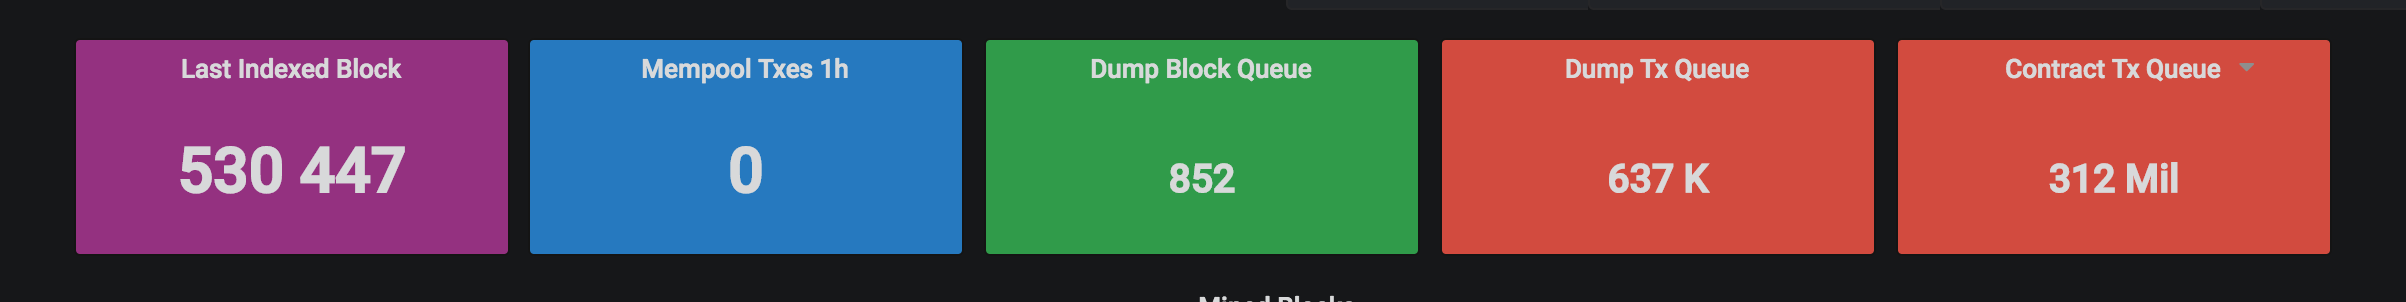 Last Indexed Block
530 447
Mempool Txes 1h
0
Dump Block Queue
852
Dump Tx Queue
637 K
Contract Tx Queue
312 Mil